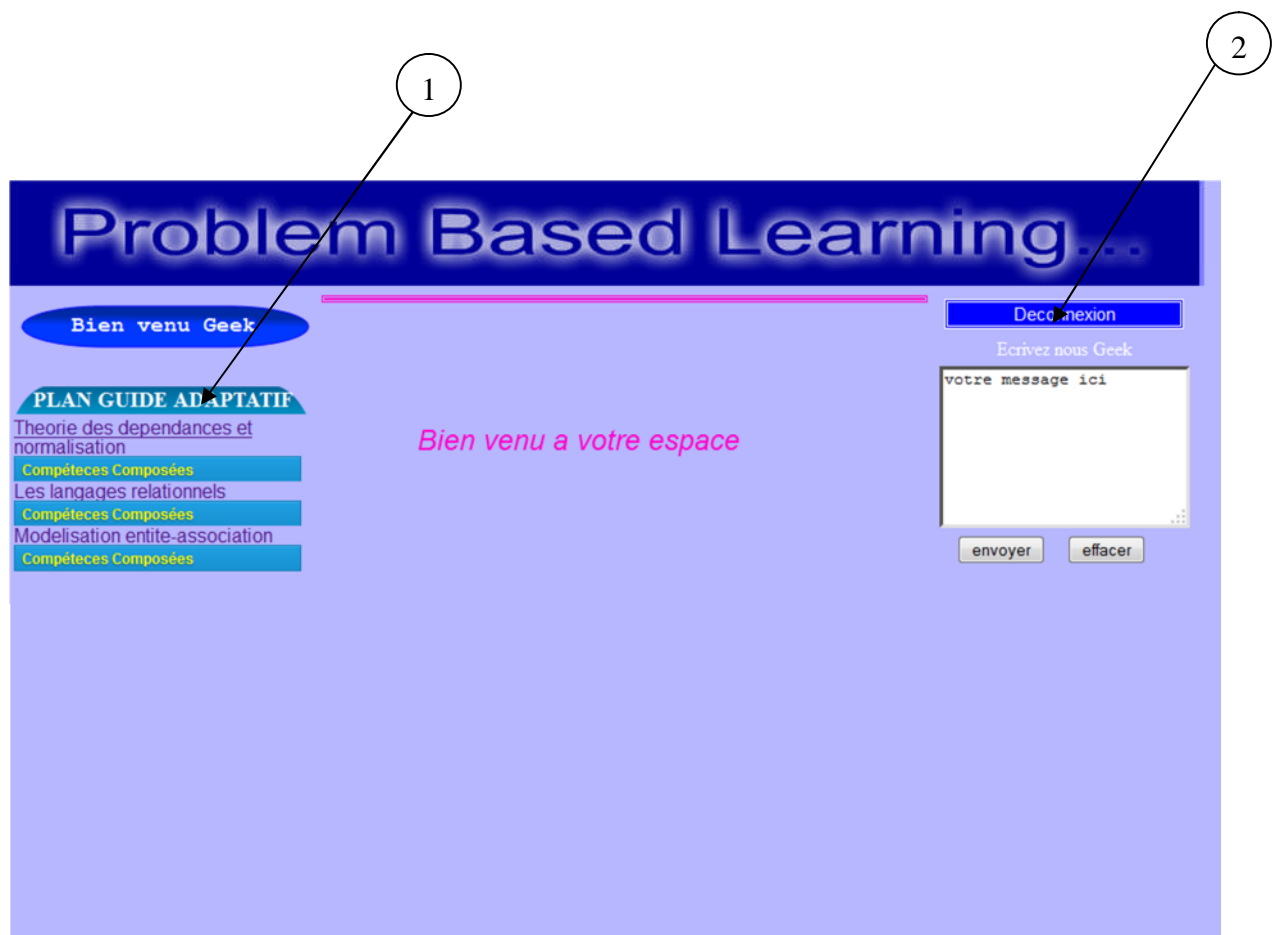 1
2
Problem Based Learning...
Bien venu Geek
PLAN GUIDE ADAPTATIF
Theorie des dependances et
normalisation
Compéteces Composées
Les langages relationnels
Compéteces Composées
Modelisation entite-association
Compéteces Composées
Bien venu a votre espace
Deconnexion
Ecrivez nous Geek
votre message ici
envoyer effacer